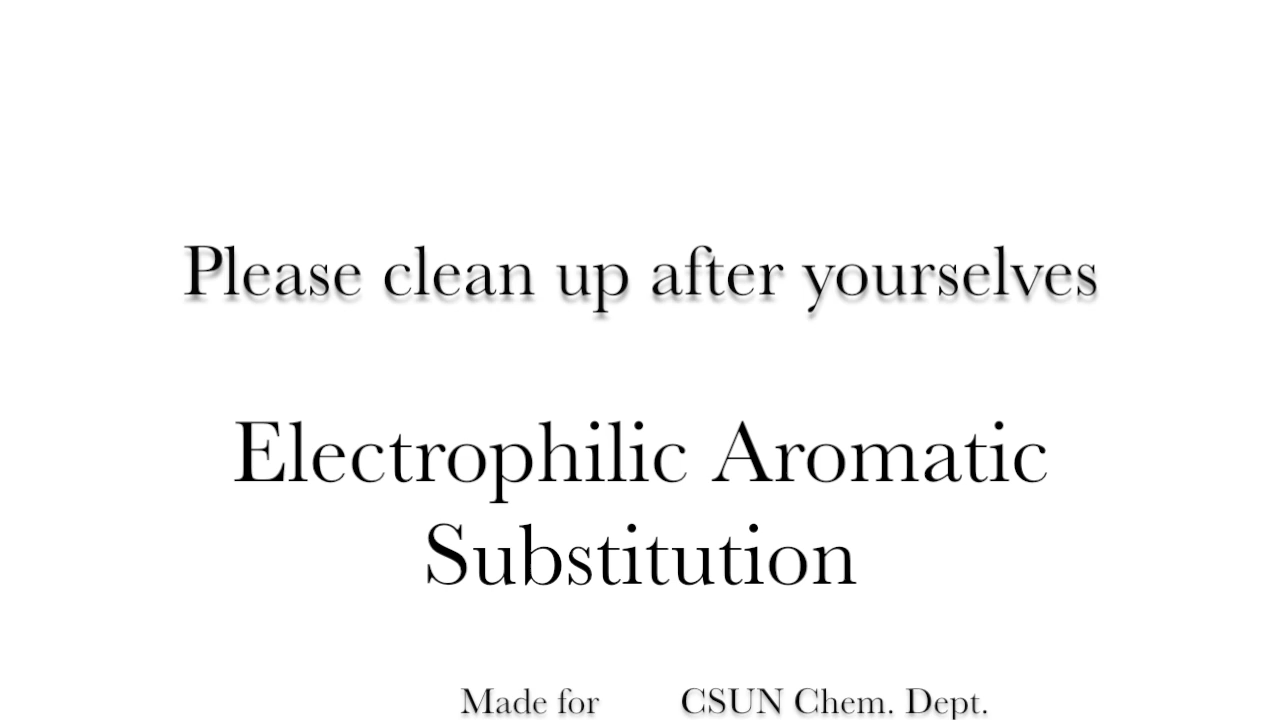 Please clean up after yourselves
Electrophilic Aromatic
Substitution
Made for CSUN Chem. Dept.